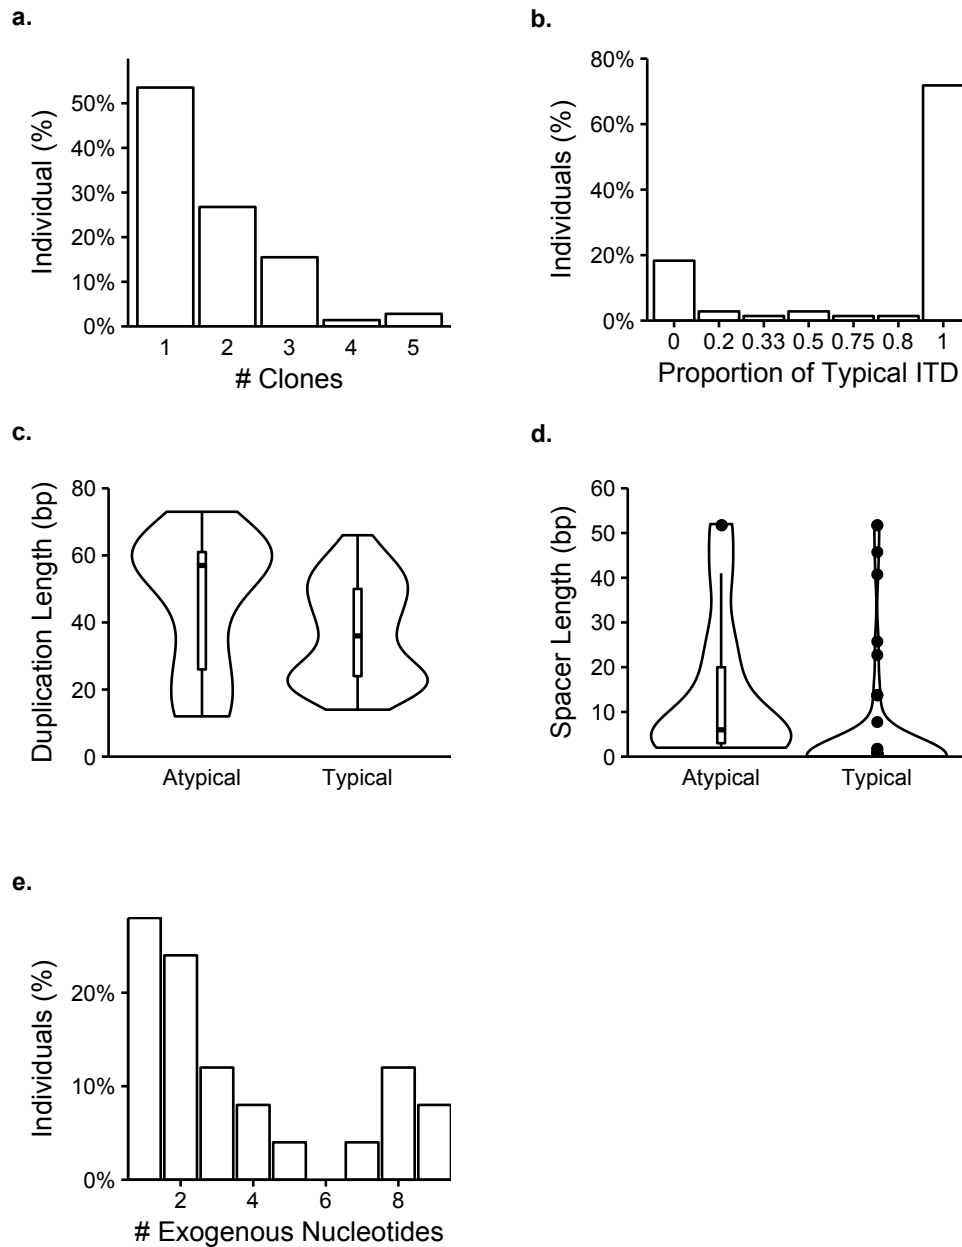 a.
50%
40%
30%
20%
10%
0%
Individual (%)
1 2 3 4 5
# Clones
b.
80%
60%
40%
20%
0%
Individuals (%)
0 0.2 0.33 0.5 0.75 0.8 1
Proportion of Typical ITD
c.
80
60
40
20
0
Duplication Length (bp)
Atypical Typical
d.
60
50
40
30
20
10
0
Spacer Length (bp)
Atypical Typical
e.
20%
10%
0%
Individuals (%)
2 4 6 8
# Exogenous Nucleotides